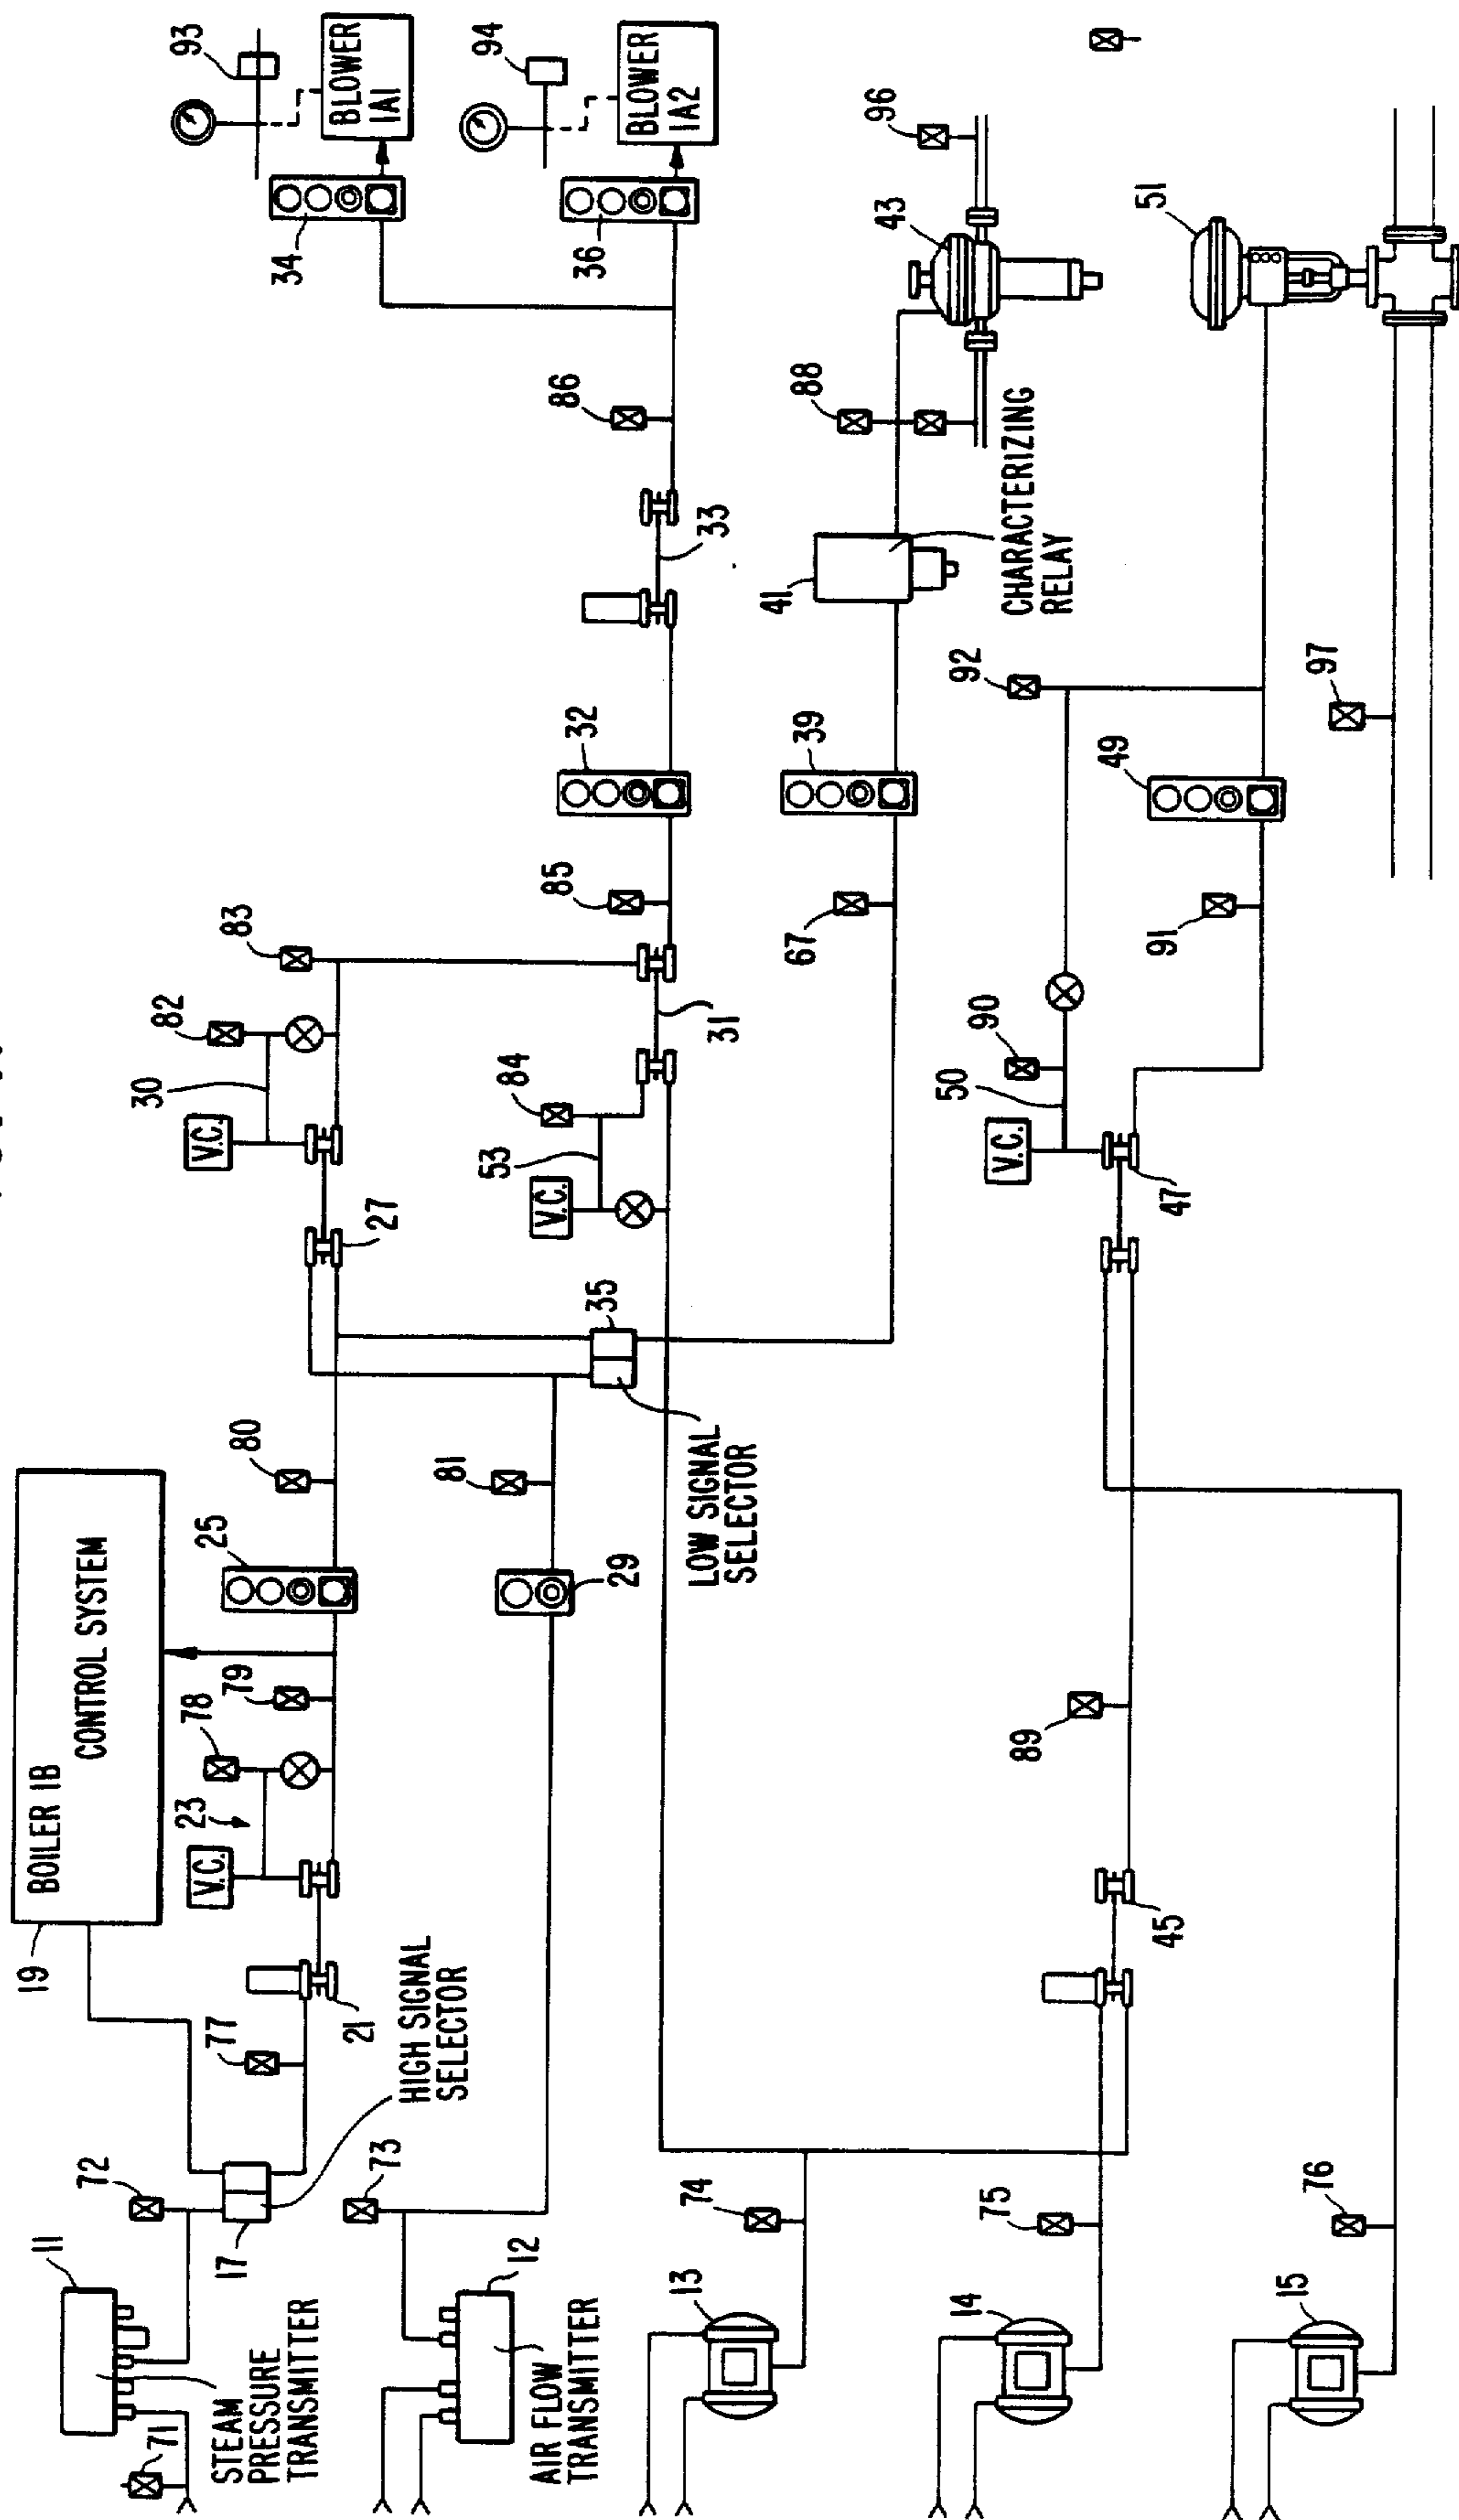 BOILER 1B
CONTROL SYSTEM
19
11
STEAM
PRESSURE
TRANSMITTER
71
72
17
HIGH SIGNAL
SELECTOR
77
21
V.C.
23
78
79
25
80
27
V.C.
30
82
83
12
AIR FLOW
TRANSMITTER
73
29
81
35
LOW SIGNAL
SELECTOR
V.C.
53
84
31
85
32
33
86
34
36
BLOWER
1A1
93
BLOWER
1A2
94
67
39
41
CHARACTERIZING
RELAY
88
43
96
13
74
14
75
45
89
47
V.C.
50
90
92
91
49
51
97
15
76